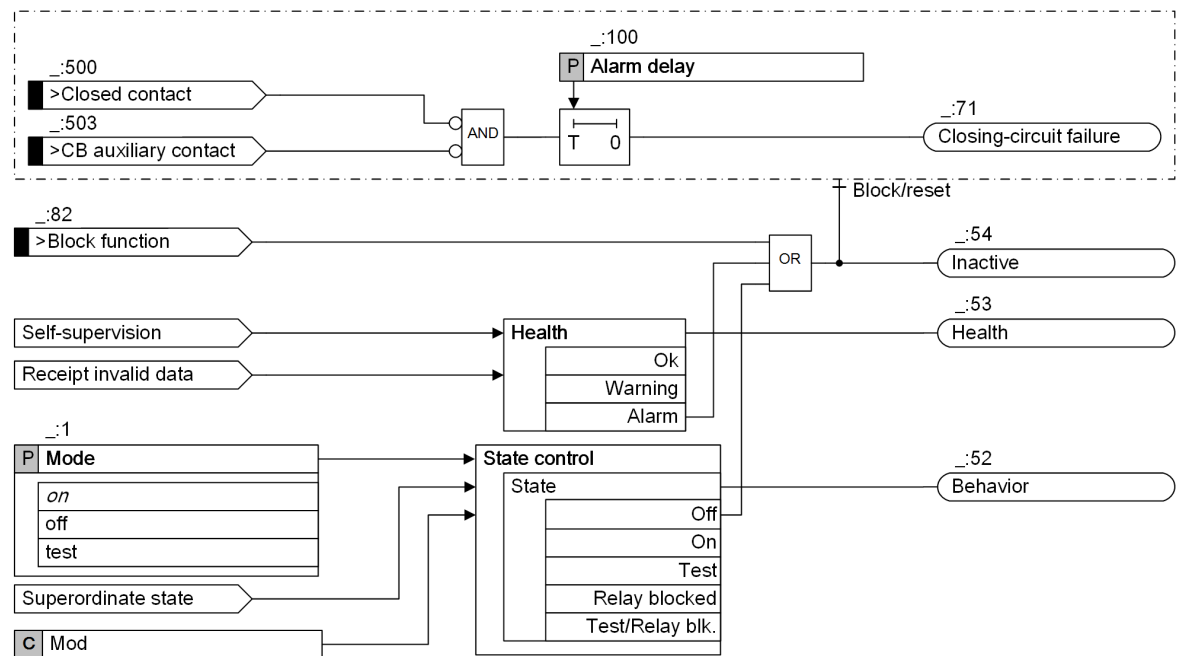 _:100
P Alarm delay
_:500
>Closed contact
_:503
>CB auxiliary contact
AND
T 0
_:71
Closing-circuit failure
Block/reset
_:82
>Block function
OR
_:54
Inactive
_:53
Health
Self-supervision
Receipt invalid data
Health
Ok
Warning
Alarm
_:1
P Mode
on
off
test
Superordinate state
C Mod
State control
State
Off
On
Test
Relay blocked
Test/Relay blk.
_:52
Behavior